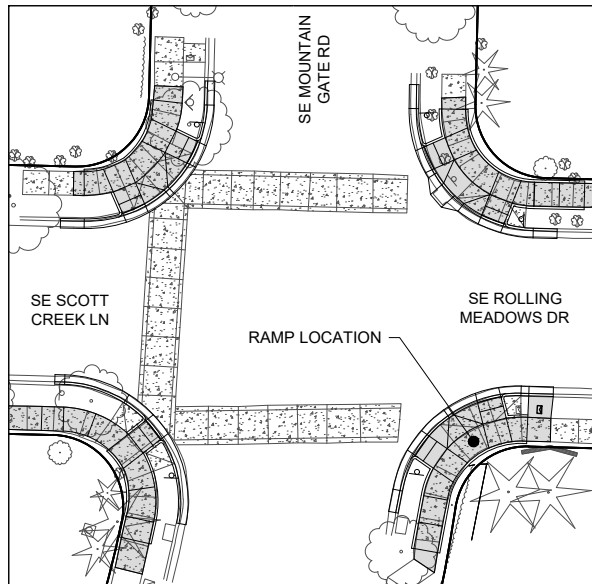 SE MOUNTAIN
GATE RD
SE SCOTT
CREEK LN
SE ROLLING
MEADOWS DR
RAMP LOCATION